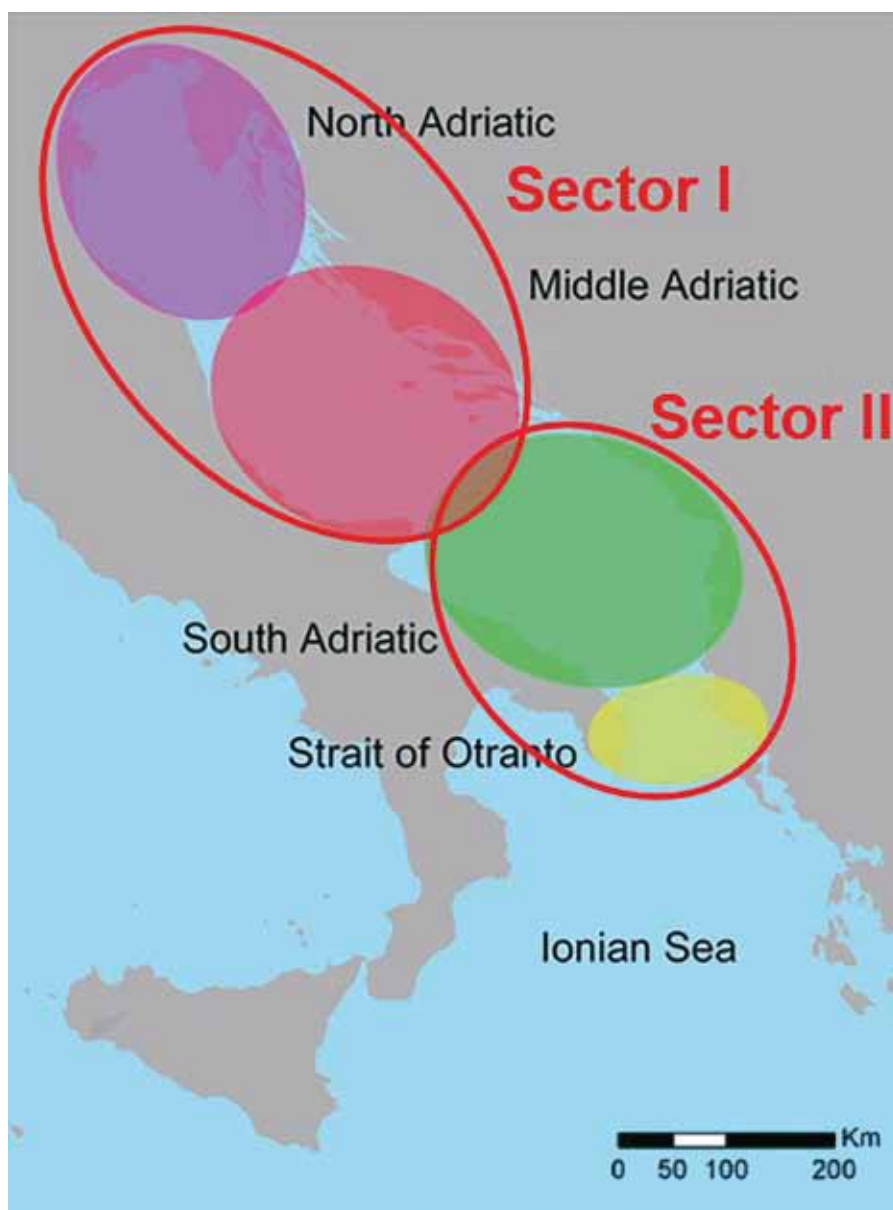 North Adriatic
Sector I
Middle Adriatic
Sector II
South Adriatic
Strait of Otranto
Ionian Sea
Km
0 50 100 200